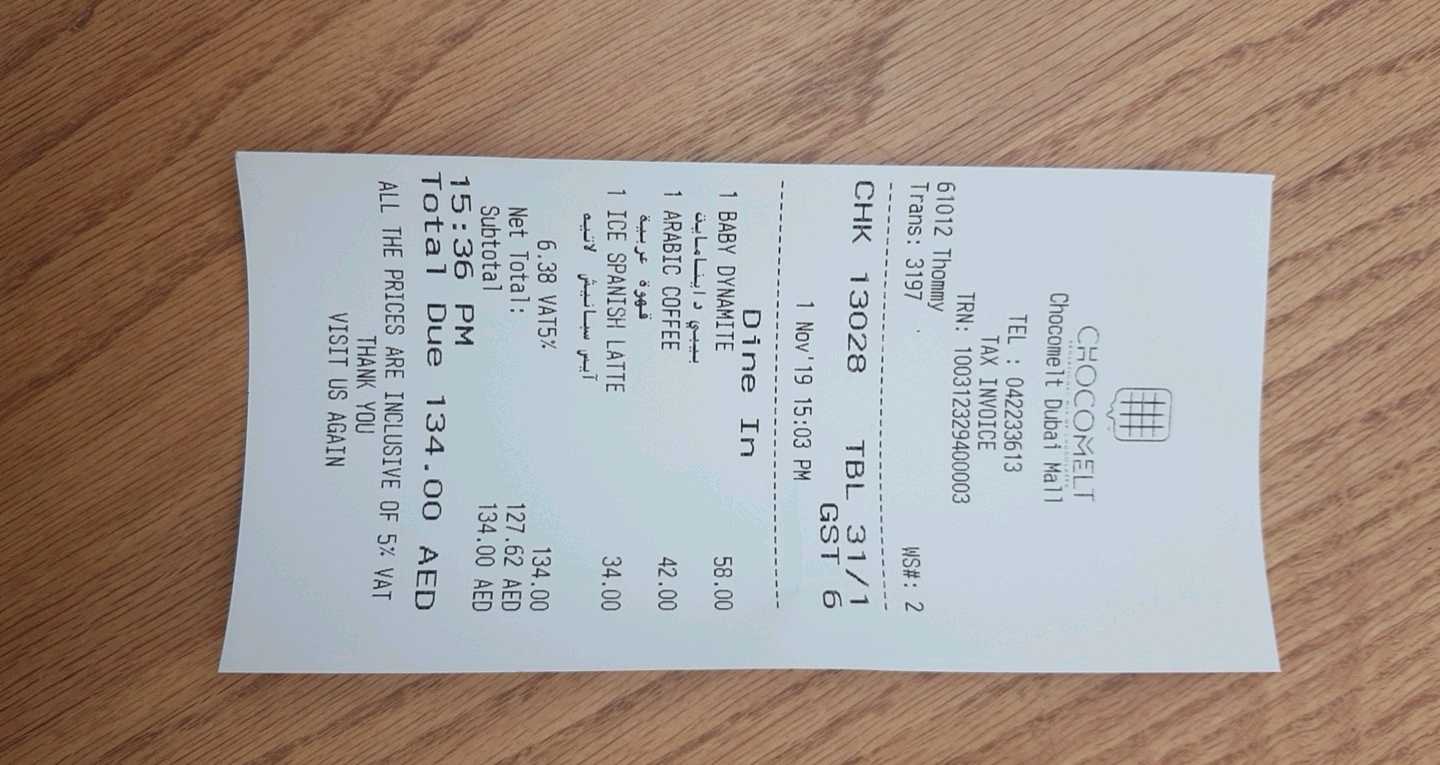 CHOCOMELT
Chocomelt Dubai Mall
TEL : 042233613
TAX INVOICE
TRN: 100312329400003
61012 Thommy
Trans: 3197 WS#: 2
CHK 13028 TBL 31/1
GST 6
1 Nov'19 15:03 PM
Dine In
1 BABY DYNAMITE 58.00
بيبي داينمايت
1 ARABIC COFFEE 42.00
قهوة عربية
1 ICE SPANISH LATTE 34.00
آيس سبانيش لاتيه
6.38 VAT5% 134.00
Net Total: 127.62 AED
Subtotal 134.00 AED
15:36 PM
Total Due 134.00 AED
ALL THE PRICES ARE INCLUSIVE OF 5% VAT
THANK YOU
VISIT US AGAIN